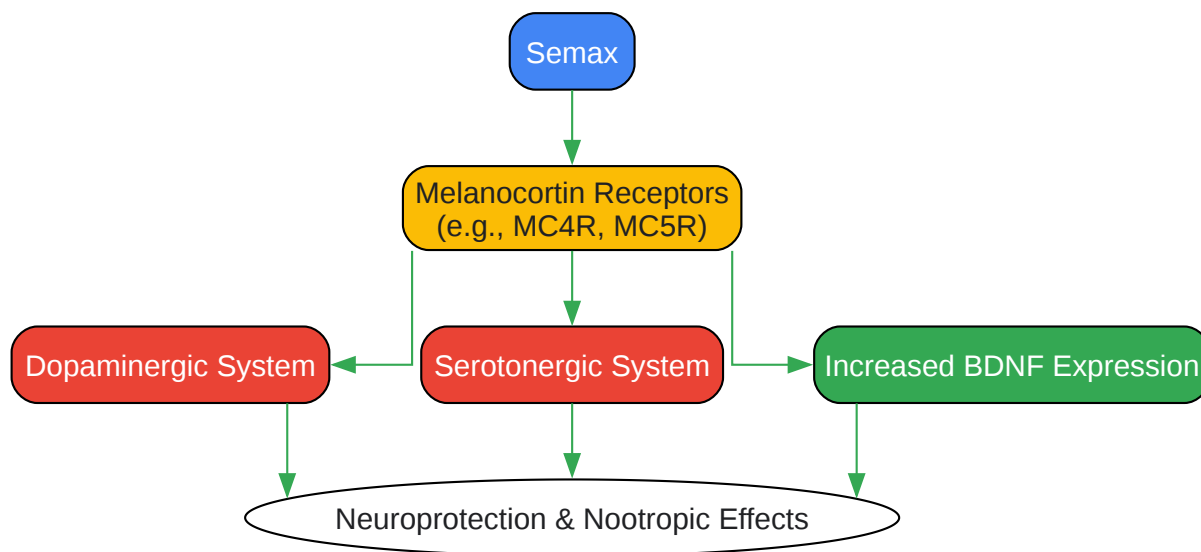 Semax
Melanocortin Receptors
(e.g., MC4R, MC5R)
Dopaminergic System
Serotonergic System
Increased BDNF Expression
Neuroprotection & Nootropic Effects